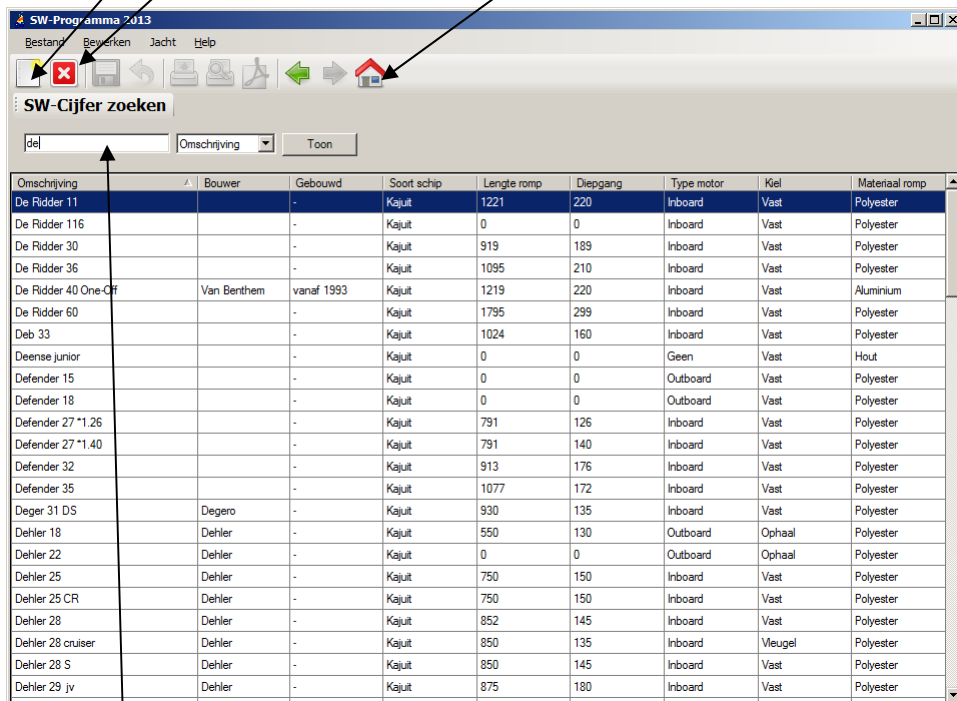 SW-Programma 2013
Bestand Bewerken Jacht Help
SW-Cijfer zoeken
de Omschrijving Toon
Omschrijving Bouwer Gebouwd Soort schip Lengte romp Diepgang Type motor Kiel Materiaal romp
De Ridder 11 - Kajuit 1221 220 Inboard Vast Polyester
De Ridder 116 - Kajuit 0 0 Inboard Vast Polyester
De Ridder 30 - Kajuit 919 189 Inboard Vast Polyester
De Ridder 36 - Kajuit 1095 210 Inboard Vast Polyester
De Ridder 40 One-Off Van Benthem vanaf 1993 Kajuit 1219 220 Inboard Vast Aluminium
De Ridder 60 - Kajuit 1795 299 Inboard Vast Polyester
Deb 33 - Kajuit 1024 160 Inboard Vast Polyester
Deense junior - Kajuit 0 0 Geen Vast Hout
Defender 15 - Kajuit 0 0 Outboard Vast Polyester
Defender 18 - Kajuit 0 0 Outboard Vast Polyester
Defender 27 *1.26 - Kajuit 791 126 Inboard Vast Polyester
Defender 27 *1.40 - Kajuit 791 140 Inboard Vast Polyester
Defender 32 - Kajuit 913 176 Inboard Vast Polyester
Defender 35 - Kajuit 1077 172 Inboard Vast Polyester
Deger 31 DS Degero - Kajuit 930 135 Inboard Vast Polyester
Dehler 18 Dehler - Kajuit 550 130 Outboard Ophaal Polyester
Dehler 22 Dehler - Kajuit 0 0 Outboard Ophaal Polyester
Dehler 25 Dehler - Kajuit 750 150 Inboard Vast Polyester
Dehler 25 CR Dehler - Kajuit 750 150 Inboard Vast Polyester
Dehler 28 Dehler - Kajuit 852 145 Inboard Vast Polyester
Dehler 28 cruiser Dehler - Kajuit 850 135 Inboard Vleugel Polyester
Dehler 28 S Dehler - Kajuit 850 145 Inboard Vast Polyester
Dehler 29 jv Dehler - Kajuit 875 180 Inboard Vast Polyester